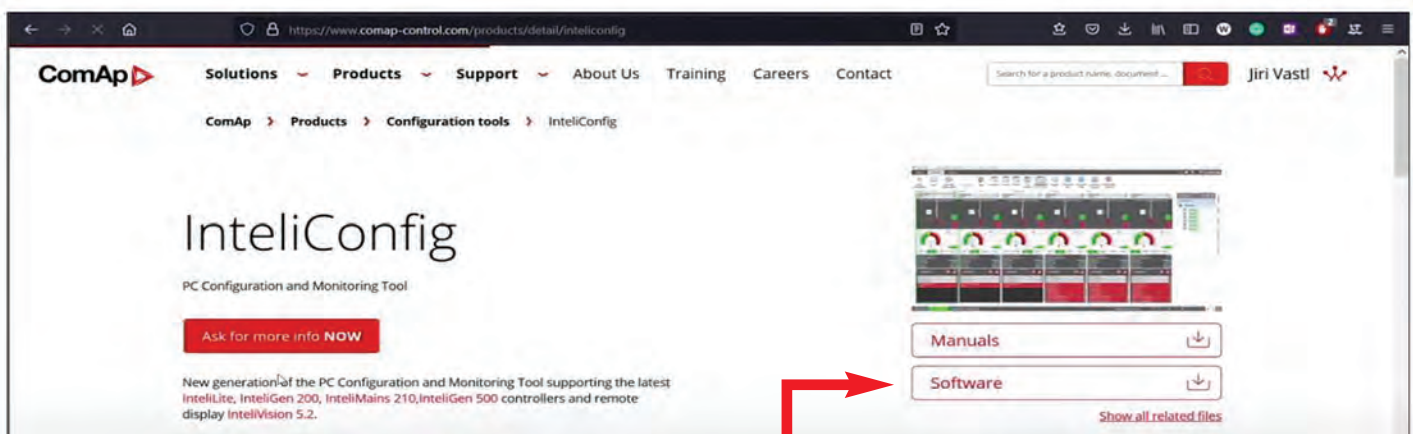 https://www.comap-control.com/products/detail/inteliconfig
2
ComAp
Solutions Products Support About Us Training Careers Contact
Search for a product name, document ...
Jiri Vastl
ComAp > Products > Configuration tools > InteliConfig
InteliConfig
PC Configuration and Monitoring Tool
Ask for more info NOW
New generation of the PC Configuration and Monitoring Tool supporting the latest
InteliLite, InteliGen 200, InteliMains 210,InteliGen 500 controllers and remote
display InteliVision 5.2.
Manuals
Software
Show all related files